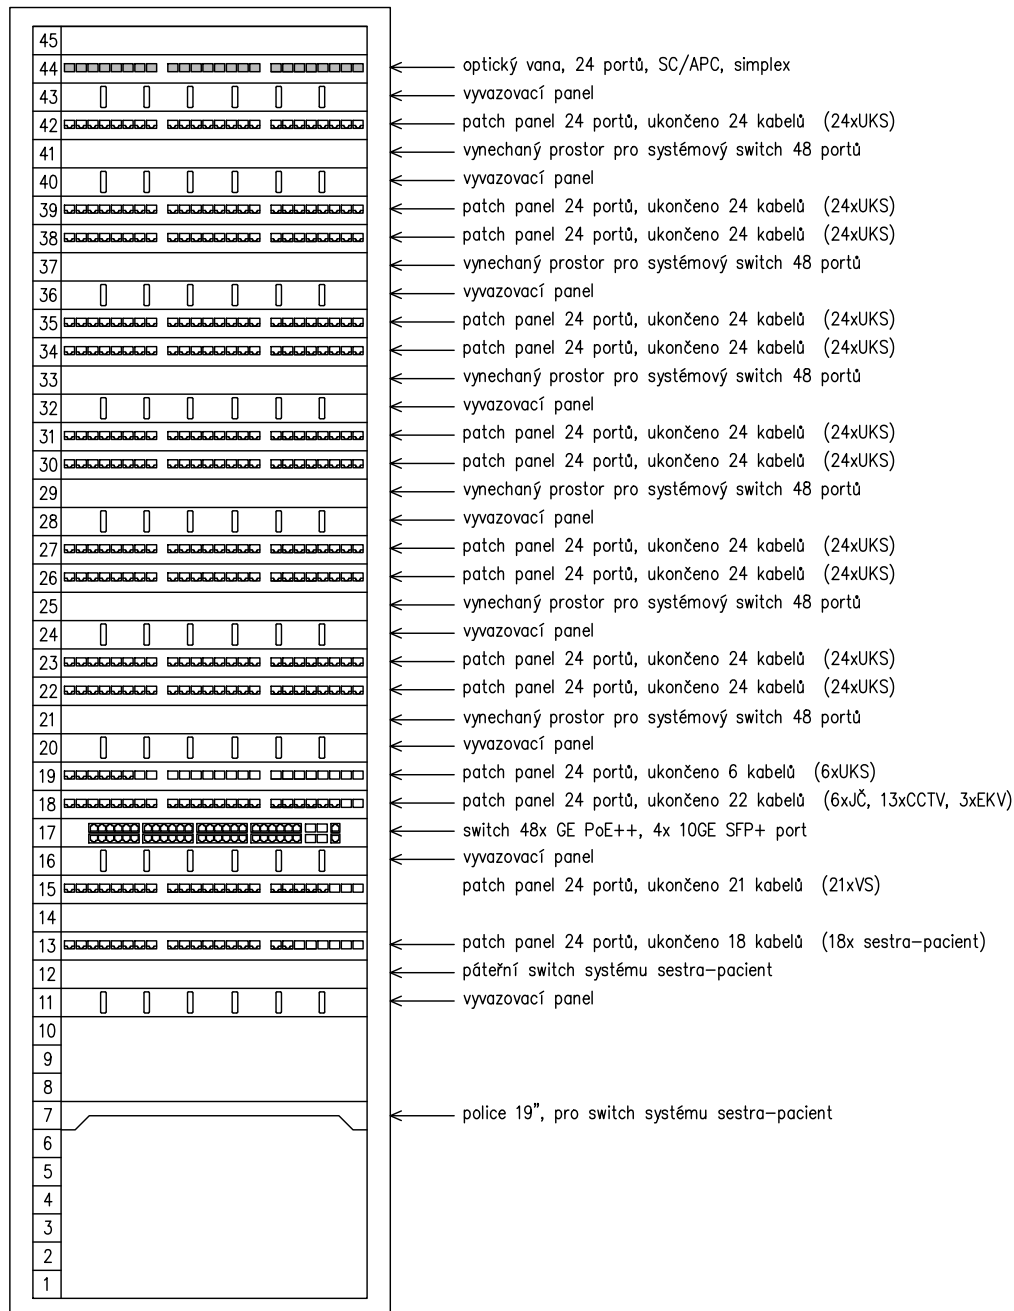 45
44 optický vana, 24 portů, SC/APC, simplex
43 vyvazovací panel
42 patch panel 24 portů, ukončeno 24 kabelů (24xUKS)
41 vynechaný prostor pro systémový switch 48 portů
40 vyvazovací panel
39 patch panel 24 portů, ukončeno 24 kabelů (24xUKS)
38 patch panel 24 portů, ukončeno 24 kabelů (24xUKS)
37 vynechaný prostor pro systémový switch 48 portů
36 vyvazovací panel
35 patch panel 24 portů, ukončeno 24 kabelů (24xUKS)
34 patch panel 24 portů, ukončeno 24 kabelů (24xUKS)
33 vynechaný prostor pro systémový switch 48 portů
32 vyvazovací panel
31 patch panel 24 portů, ukončeno 24 kabelů (24xUKS)
30 patch panel 24 portů, ukončeno 24 kabelů (24xUKS)
29 vynechaný prostor pro systémový switch 48 portů
28 vyvazovací panel
27 patch panel 24 portů, ukončeno 24 kabelů (24xUKS)
26 patch panel 24 portů, ukončeno 24 kabelů (24xUKS)
25 vynechaný prostor pro systémový switch 48 portů
24 vyvazovací panel
23 patch panel 24 portů, ukončeno 24 kabelů (24xUKS)
22 patch panel 24 portů, ukončeno 24 kabelů (24xUKS)
21 vynechaný prostor pro systémový switch 48 portů
20 vyvazovací panel
19 patch panel 24 portů, ukončeno 6 kabelů (6xUKS)
18 patch panel 24 portů, ukončeno 22 kabelů (6xJČ, 13xCCTV, 3xEKV)
17 switch 48x GE PoE++, 4x 10GE SFP+ port
16 vyvazovací panel
15 patch panel 24 portů, ukončeno 21 kabelů (21xVS)
14
13 patch panel 24 portů, ukončeno 18 kabelů (18x sestra-pacient)
12 páteřní switch systému sestra-pacient
11 vyvazovací panel
10
9
8
7 police 19", pro switch systému sestra-pacient
6
5
4
3
2
1